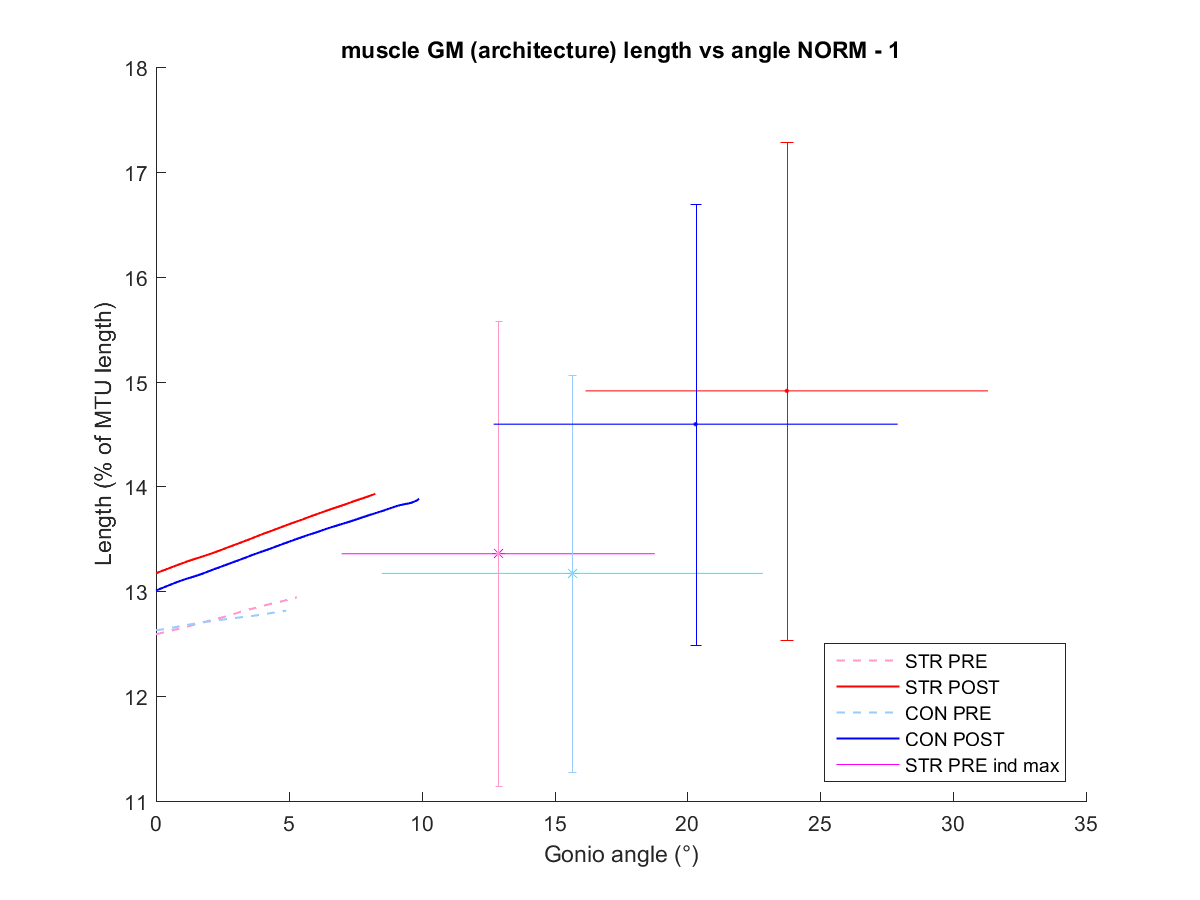 muscle GM (architecture) length vs angle NORM - 1
18
17
16
15
14
13
12
11
Length (% of MTU length)
0 5 10 15 20 25 30 35
Gonio angle (°)
STR PRE
STR POST
CON PRE
CON POST
STR PRE ind max